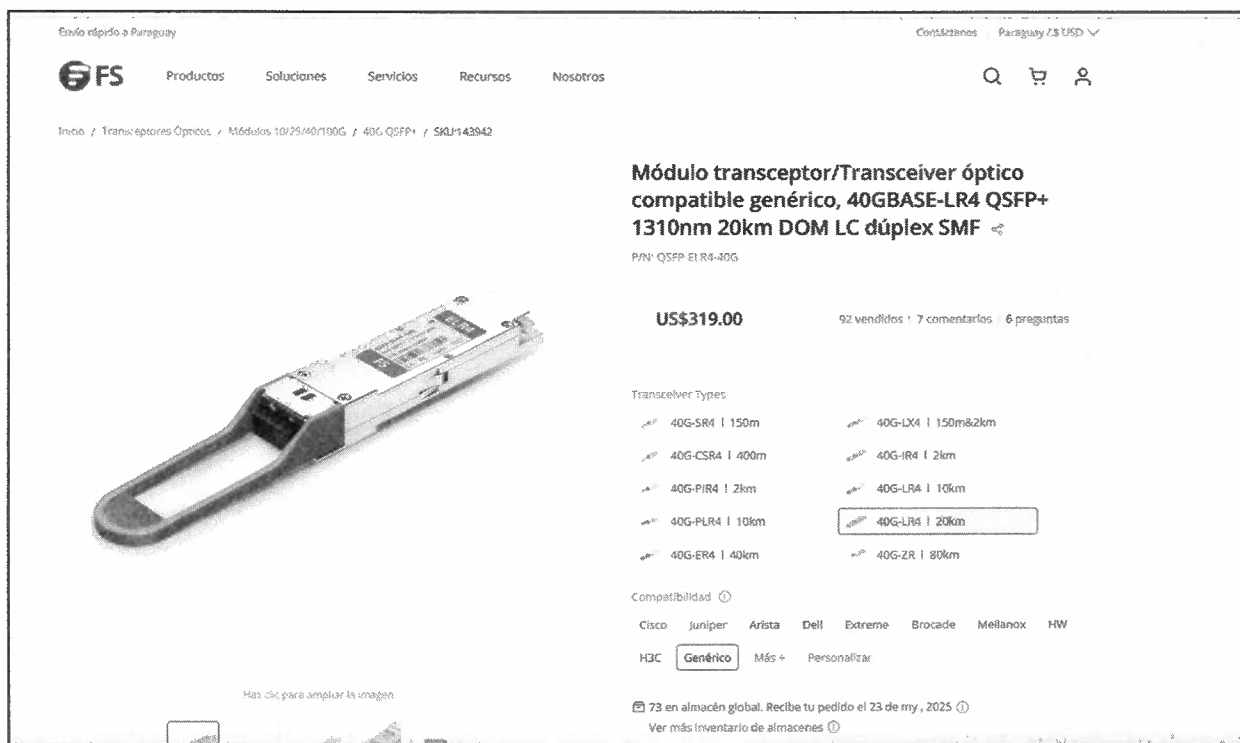 Envío rápido a Paraguay
Contáctenos Paraguay / $ USD
FS Productos Soluciones Servicios Recursos Nosotros
Inicio / Transceptores Ópticos / Módulos 10/25/40/100G / 40G QSFP+ / SKU:143942
Módulo transceptor/Transceiver óptico
compatible genérico, 40GBASE-LR4 QSFP+
1310nm 20km DOM LC dúplex SMF
P/N: QSFP-ELR4-40G
US$319.00 92 vendidos 7 comentarios 6 preguntas
Transceiver Types
40G-SR4 | 150m 40G-LX4 | 150m&2km
40G-CSR4 | 400m 40G-IR4 | 2km
40G-PIR4 | 2km 40G-LR4 | 10km
40G-PLR4 | 10km 40G-LR4 | 20km
40G-ER4 | 40km 40G-ZR | 80km
Compatibilidad
Cisco Juniper Arista Dell Extreme Brocade Mellanox HW
H3C Genérico Más + Personalizar
Haz clic para ampliar la imagen
73 en almacén global. Recibe tu pedido el 23 de my, 2025
Ver más inventario de almacenes